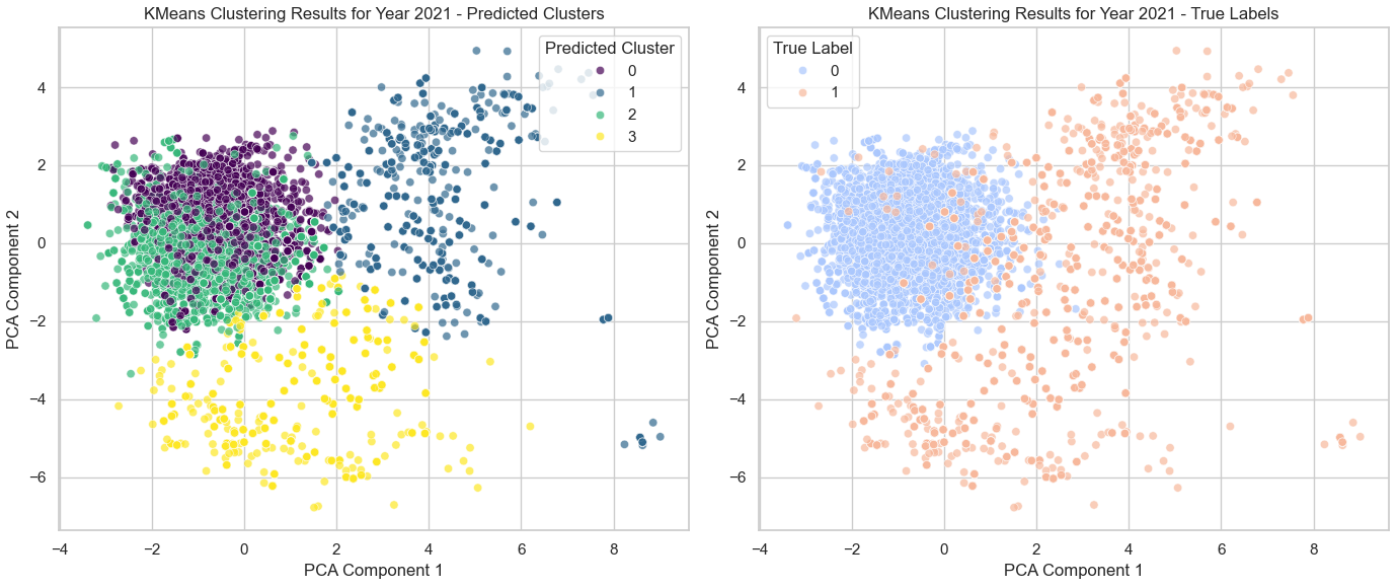 KMeans Clustering Results for Year 2021 - Predicted Clusters
Predicted Cluster
0
1
2
3
4
2
0
−2
−4
−6
PCA Component 2
−4 −2 0 2 4 6 8
PCA Component 1
KMeans Clustering Results for Year 2021 - True Labels
True Label
0
1
4
2
0
−2
−4
−6
PCA Component 2
−4 −2 0 2 4 6 8
PCA Component 1